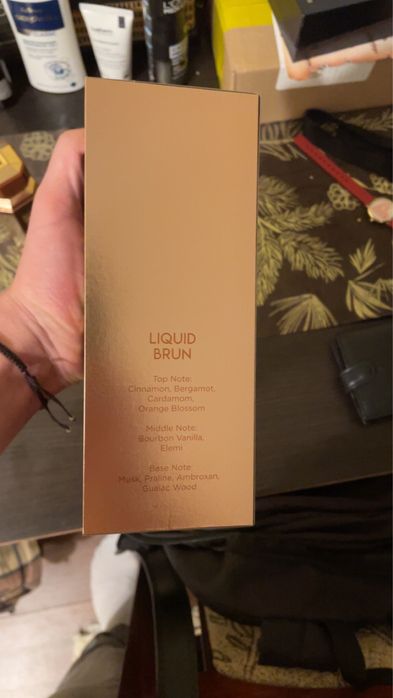 LIQUID
BRUN
Top Note:
Cinnamon, Bergamot,
Cardamom,
Orange Blossom
Middle Note:
Bourbon Vanilla,
Elemi
Base Note:
Musk, Praline, Ambroxan,
Guaiac Wood